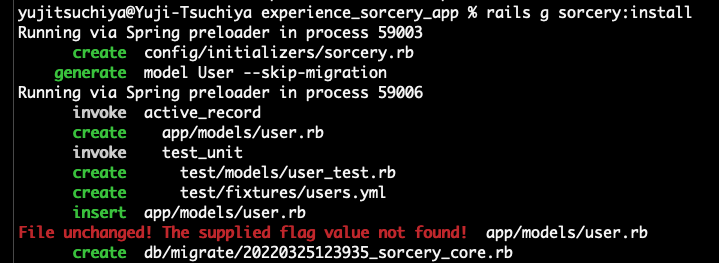 yujitsuchiya@Yuji-Tsuchiya experience_sorcery_app % rails g sorcery:install
Running via Spring preloader in process 59003
create config/initializers/sorcery.rb
generate model User --skip-migration
Running via Spring preloader in process 59006
invoke active_record
create app/models/user.rb
invoke test_unit
create test/models/user_test.rb
create test/fixtures/users.yml
insert app/models/user.rb
File unchanged! The supplied flag value not found! app/models/user.rb
create db/migrate/20220325123935_sorcery_core.rb